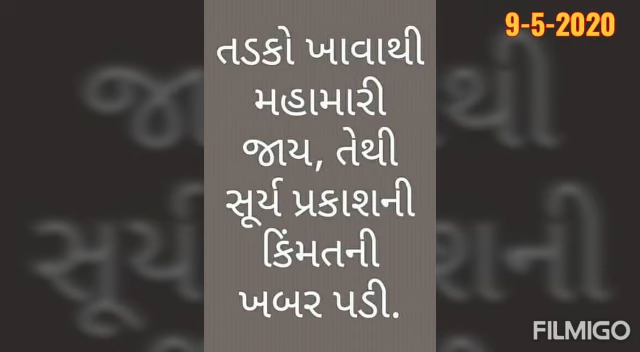 9-5-2020
તડકો ખાવાથી
મહામારી
જાય, તેથી
સૂર્ય પ્રકાશની
કિંમતની
ખબર પડી.
FILMIGO